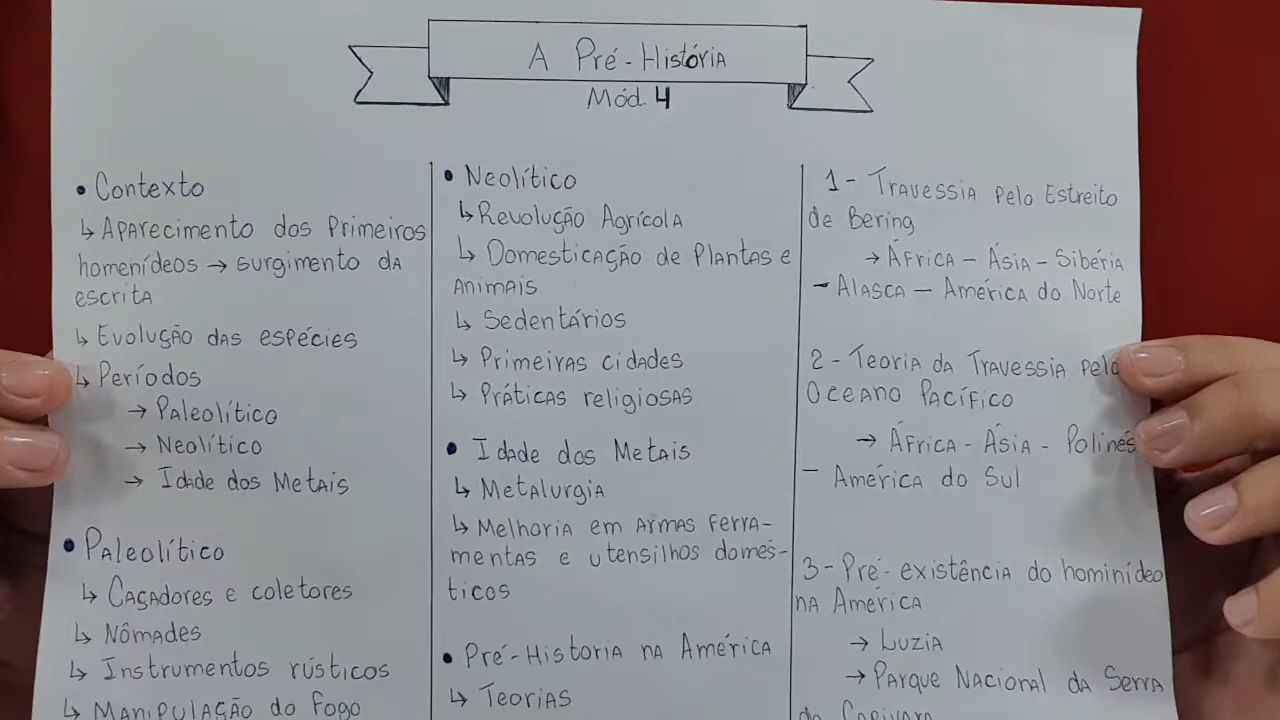 A Pré-História
Mód. 4
• Contexto
↳ Aparecimento dos Primeiros
homenídeos → surgimento da
escrita
↳ Evolução das espécies
↳ Períodos
→ Paleolítico
→ Neolítico
→ Idade dos Metais
• Paleolítico
↳ Caçadores e coletores
↳ Nômades
↳ Instrumentos rústicos
↳ Manipulação do fogo
• Neolítico
↳ Revolução Agrícola
↳ Domesticação de Plantas e
animais
↳ Sedentários
↳ Primeiras cidades
↳ Práticas religiosas
• Idade dos Metais
↳ Metalurgia
↳ Melhoria em armas ferra-
mentas e utensilhos domés-
ticos
• Pré-Historia na América
↳ Teorias
1 - Travessia pelo Estreito
de Bering
→ África - Ásia - Sibéria
- Alasca - América do Norte
2 - Teoria da Travessia pelo
Oceano Pacífico
→ África - Ásia - Polinés
- América do Sul
3 - Pré-existência do hominídeo
na América
→ Luzia
→ Parque Nacional da Serra
da Capivara